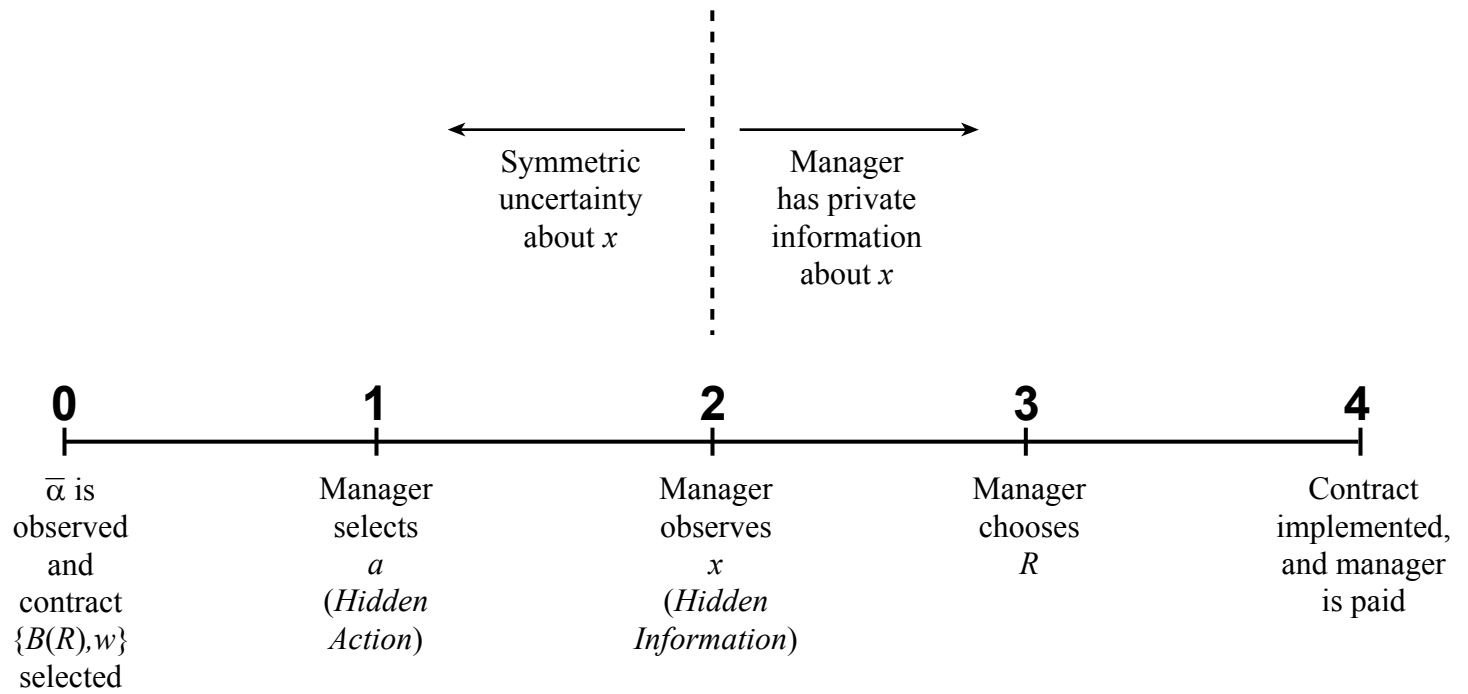 Symmetric
uncertainty
about x
Manager
has private
information
about x
0
1
2
3
4
ᾱ is
observed
and
contract
{B(R),w}
selected
Manager
selects
a
(Hidden
Action)
Manager
observes
x
(Hidden
Information)
Manager
chooses
R
Contract
implemented,
and manager
is paid